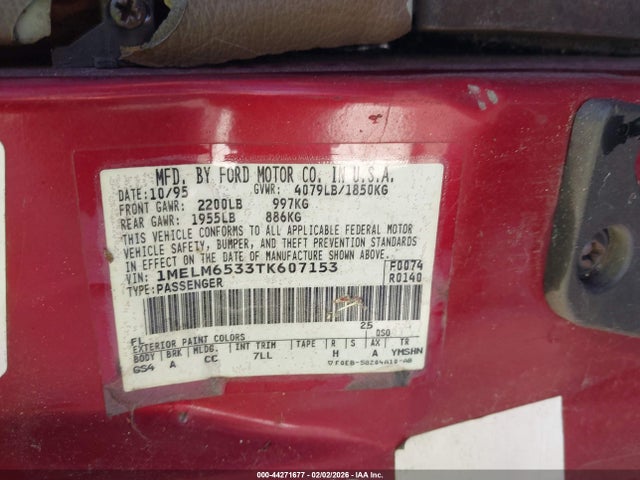 MFD. BY FORD MOTOR CO. IN U.S.A.
DATE: 10/95 GVWR: 4079LB/1850KG
FRONT GAWR: 2200LB 997KG
REAR GAWR: 1955LB 886KG
THIS VEHICLE CONFORMS TO ALL APPLICABLE FEDERAL MOTOR
VEHICLE SAFETY, BUMPER, AND THEFT PREVENTION STANDARDS
IN EFFECT ON THE DATE OF MANUFACTURE SHOWN ABOVE.
VIN: 1MELM6533TK607153 F0074
TYPE: PASSENGER R0140
FL 25
EXTERIOR PAINT COLORS DSO
BODY BRK MLDG. INT TRIM TAPE R S AX TR
GS4 A CC 7LL H A YMSHN
000-44271677 - 02/02/2026 - IAA Inc.